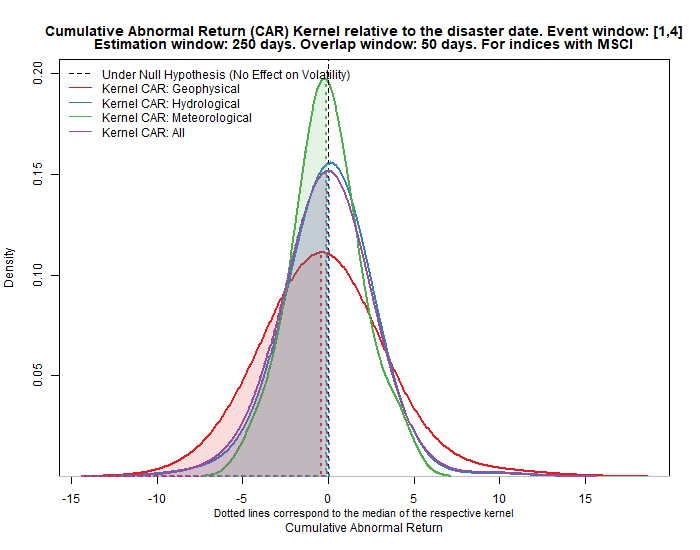 Cumulative Abnormal Return (CAR) Kernel relative to the disaster date. Event window: [1,4]
Estimation window: 250 days. Overlap window: 50 days. For indices with MSCI
Under Null Hypothesis (No Effect on Volatility)
Kernel CAR: Geophysical
Kernel CAR: Hydrological
Kernel CAR: Meteorological
Kernel CAR: All
0.20
0.15
0.10
0.05
Density
-15 -10 -5 0 5 10 15
Dotted lines correspond to the median of the respective kernel
Cumulative Abnormal Return